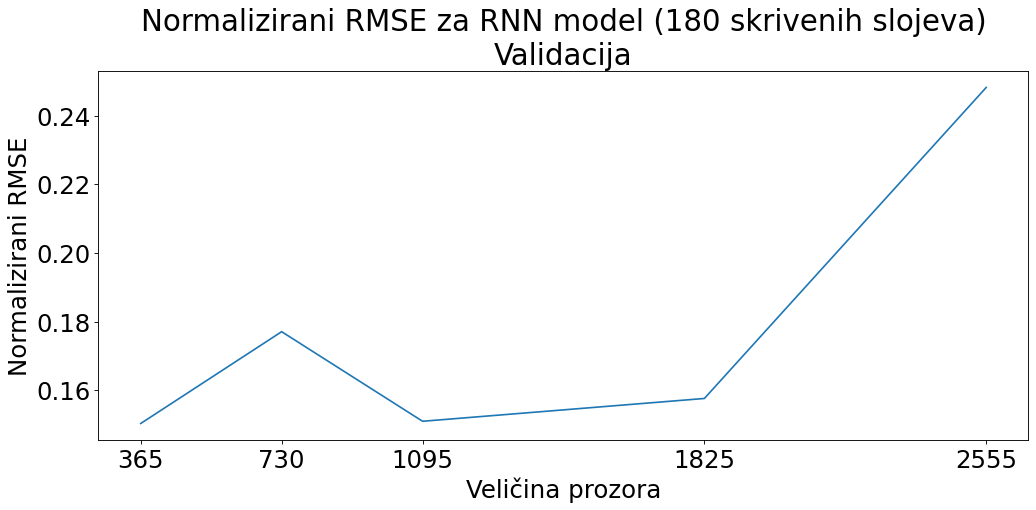 Normalizirani RMSE za RNN model (180 skrivenih slojeva)
Validacija
Normalizirani RMSE
0.24
0.22
0.20
0.18
0.16
365 730 1095 1825 2555
Veličina prozora